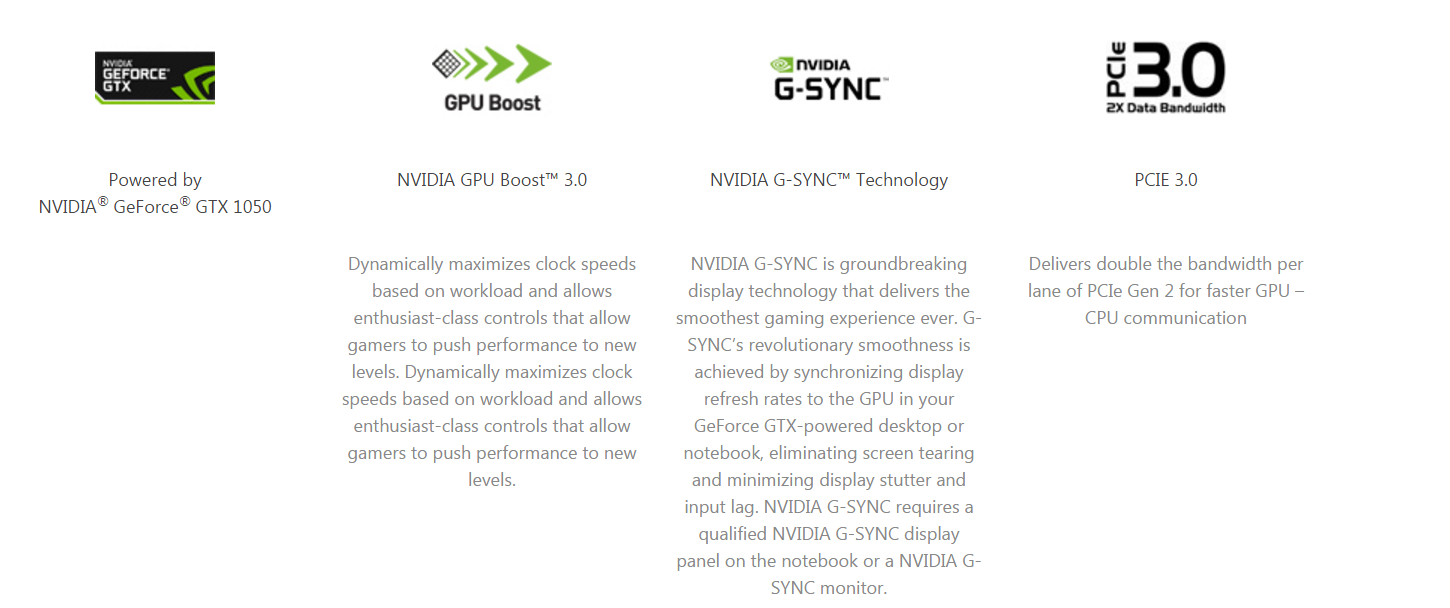 NVIDIA
GEFORCE®
GTX
GPU Boost
NVIDIA
G-SYNC™
PCIe 3.0
2X Data Bandwidth
Powered by
NVIDIA® GeForce® GTX 1050
NVIDIA GPU Boost™ 3.0
Dynamically maximizes clock speeds
based on workload and allows
enthusiast-class controls that allow
gamers to push performance to new
levels. Dynamically maximizes clock
speeds based on workload and allows
enthusiast-class controls that allow
gamers to push performance to new
levels.
NVIDIA G-SYNC™ Technology
NVIDIA G-SYNC is groundbreaking
display technology that delivers the
smoothest gaming experience ever. G-
SYNC’s revolutionary smoothness is
achieved by synchronizing display
refresh rates to the GPU in your
GeForce GTX-powered desktop or
notebook, eliminating screen tearing
and minimizing display stutter and
input lag. NVIDIA G-SYNC requires a
qualified NVIDIA G-SYNC display
panel on the notebook or a NVIDIA G-
SYNC monitor.
PCIE 3.0
Delivers double the bandwidth per
lane of PCIe Gen 2 for faster GPU –
CPU communication